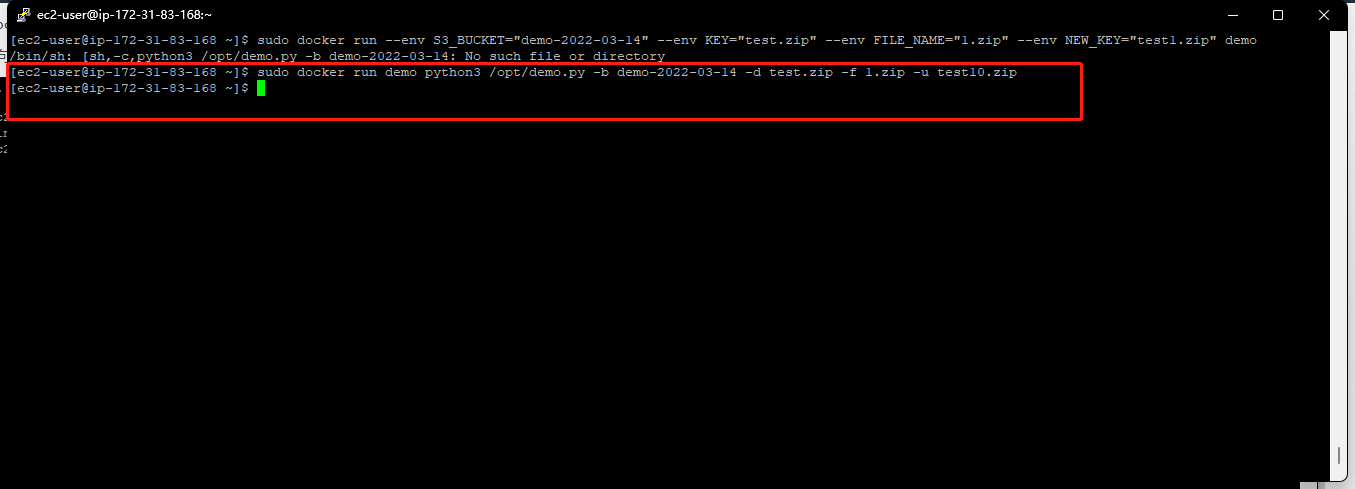 ec2-user@ip-172-31-83-168:~
[ec2-user@ip-172-31-83-168 ~]$ sudo docker run --env S3_BUCKET="demo-2022-03-14" --env KEY="test.zip" --env FILE_NAME="1.zip" --env NEW_KEY="test1.zip" demo
/bin/sh: [sh,-c,python3 /opt/demo.py -b demo-2022-03-14: No such file or directory
[ec2-user@ip-172-31-83-168 ~]$ sudo docker run demo python3 /opt/demo.py -b demo-2022-03-14 -d test.zip -f 1.zip -u test10.zip
[ec2-user@ip-172-31-83-168 ~]$